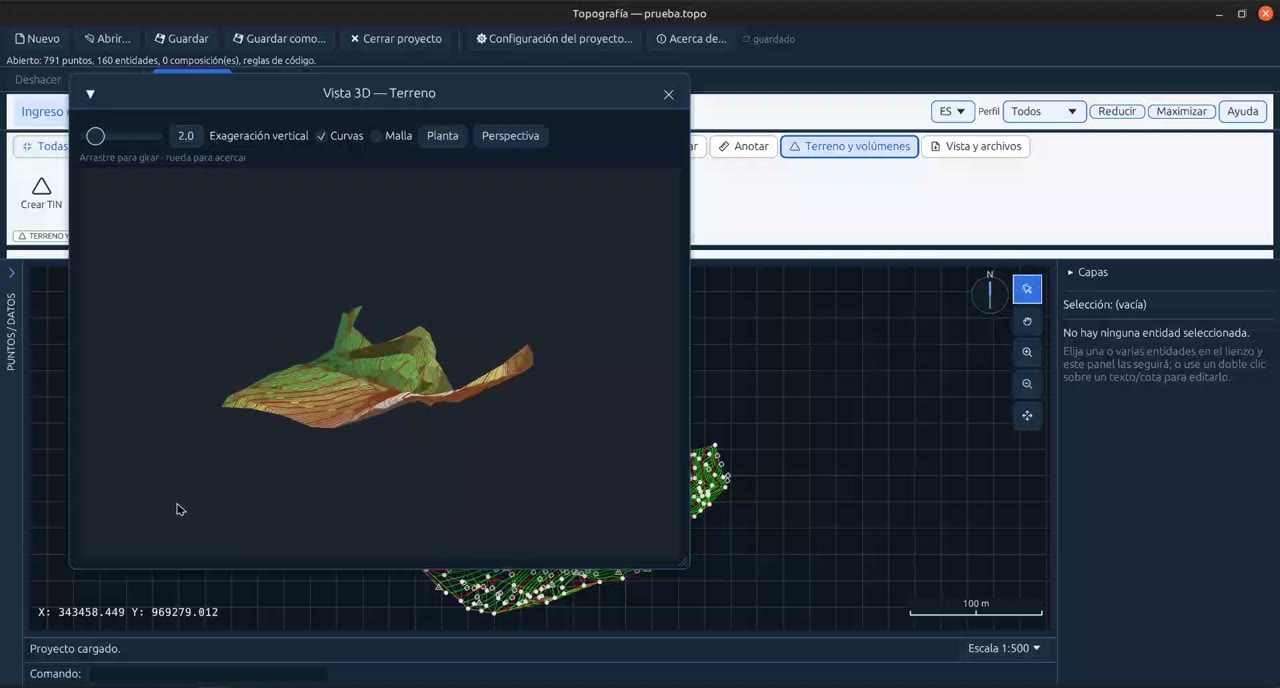 Topografía — prueba.topo
Nuevo Abrir... Guardar Guardar como... Cerrar proyecto Configuración del proyecto... Acerca de... guardado
Abierto: 791 puntos, 160 entidades, 0 composición(es), reglas de código.
Deshacer
Vista 3D — Terreno
Ingreso
ES Perfil Todos Reducir Maximizar Ayuda
2.0 Exageración vertical Curvas Malla Planta Perspectiva
Arrastre para girar · rueda para acercar
Todas
ar Anotar Terreno y volúmenes Vista y archivos
Crear TIN
TERRENO Y
PUNTOS / DATOS
N
Capas
Selección: (vacía)
No hay ninguna entidad seleccionada.
Elija una o varias entidades en el lienzo y
este panel las seguirá; o use un doble clic
sobre un texto/cota para editarlo.
X: 343458.449 Y: 969279.012
100 m
Proyecto cargado.
Escala 1:500
Comando: